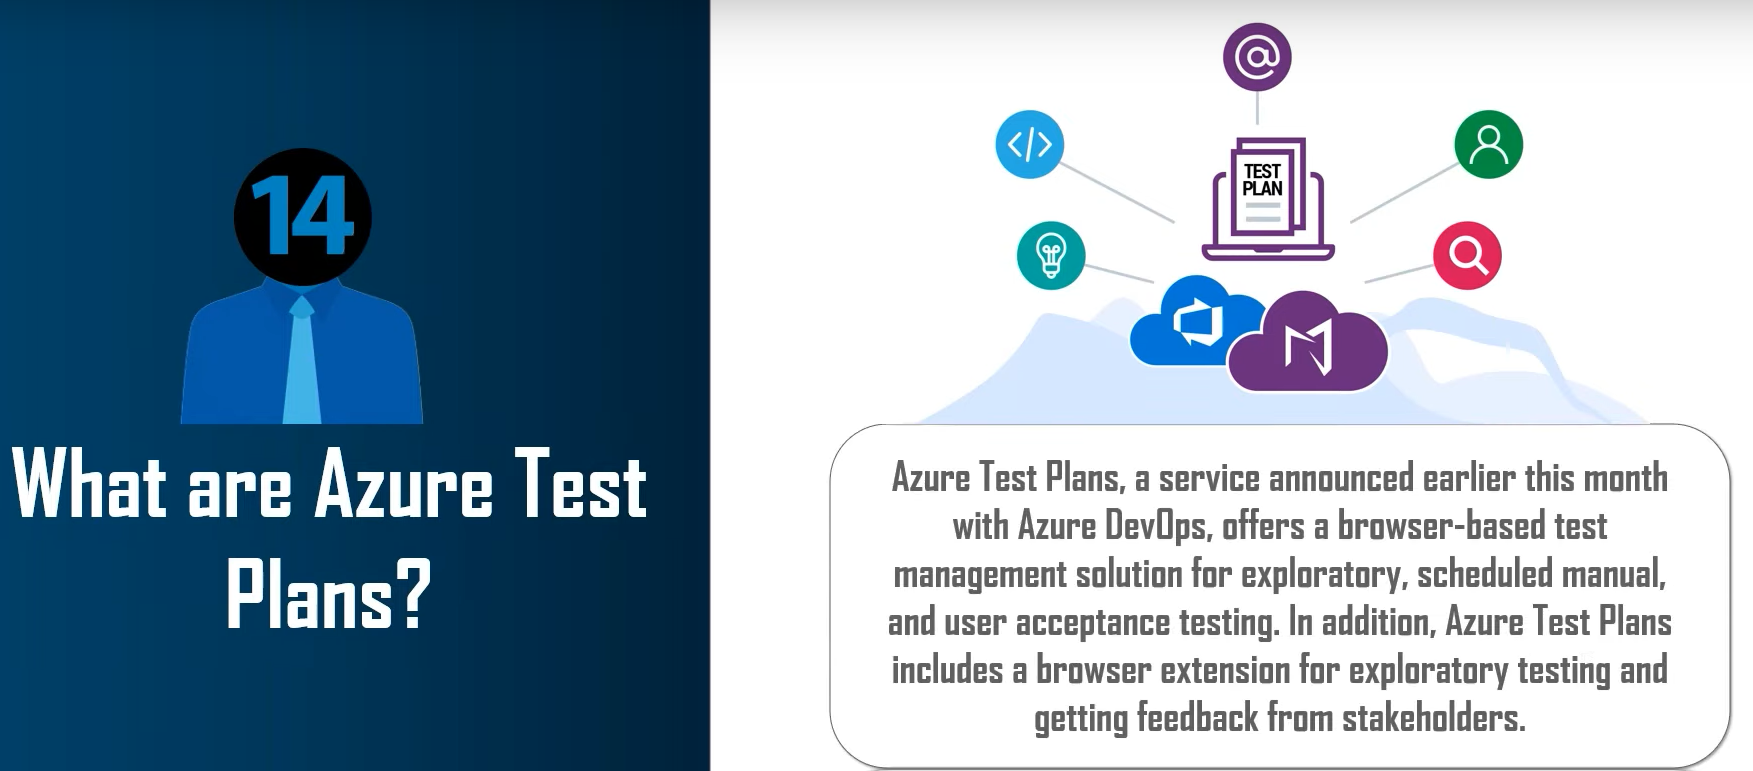 14
What are Azure Test
Plans?
@
</>
TEST
PLAN
Azure Test Plans, a service announced earlier this month
with Azure DevOps, offers a browser-based test
management solution for exploratory, scheduled manual,
and user acceptance testing. In addition, Azure Test Plans
includes a browser extension for exploratory testing and
getting feedback from stakeholders.